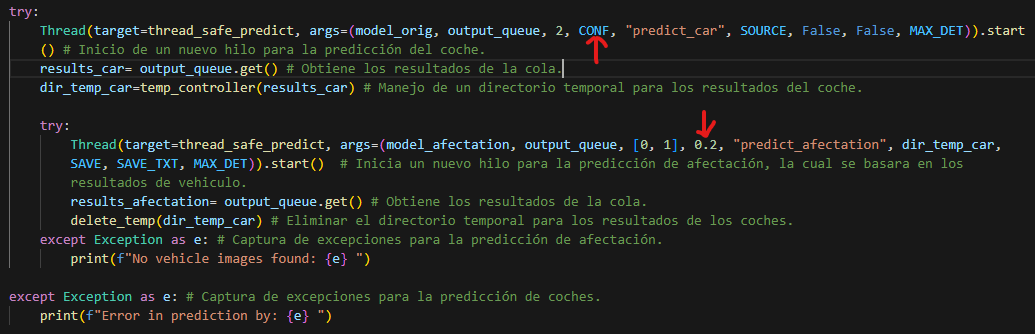 try:
Thread(target=thread_safe_predict, args=(model_orig, output_queue, 2, CONF, "predict_car", SOURCE, False, False, MAX_DET)).start
() # Inicio de un nuevo hilo para la predicción del coche.
results_car= output_queue.get() # Obtiene los resultados de la cola.
dir_temp_car=temp_controller(results_car) # Manejo de un directorio temporal para los resultados del coche.
try:
Thread(target=thread_safe_predict, args=(model_afectation, output_queue, [0, 1], 0.2, "predict_afectation", dir_temp_car,
SAVE, SAVE_TXT, MAX_DET)).start()  # Inicia un nuevo hilo para la predicción de afectación, la cual se basara en los
resultados de vehiculo.
results_afectation= output_queue.get() # Obtiene los resultados de la cola.
delete_temp(dir_temp_car) # Eliminar el directorio temporal para los resultados de los coches.
except Exception as e: # Captura de excepciones para la predicción de afectación.
print(f"No vehicle images found: {e} ")
except Exception as e: # Captura de excepciones para la predicción de coches.
print(f"Error in prediction by: {e} ")